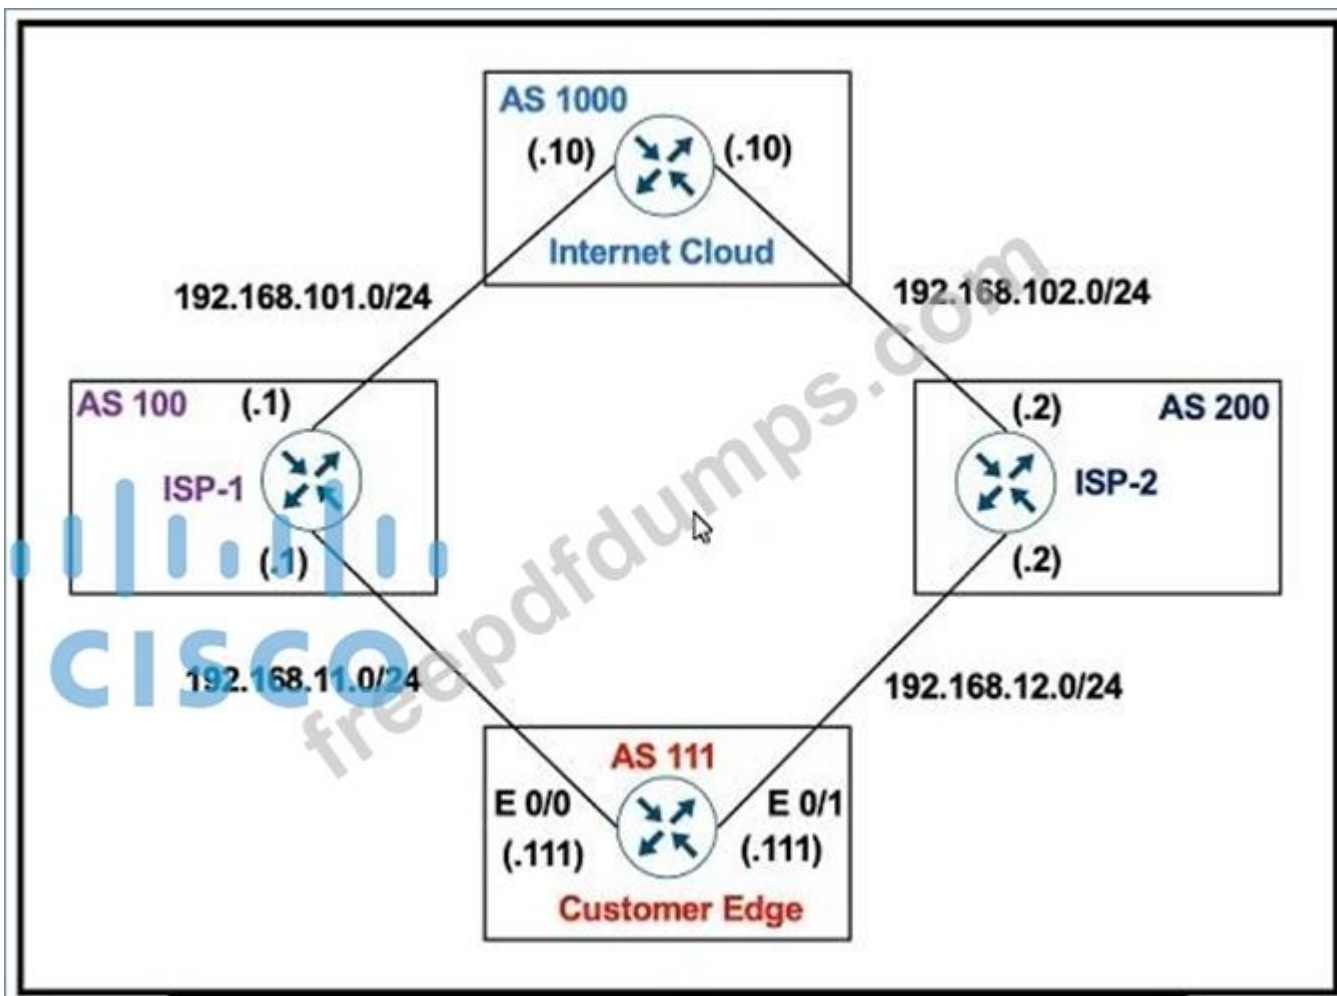 AS 1000
(.10) (.10)
Internet Cloud
192.168.101.0/24 192.168.102.0/24
AS 100 (.1)
ISP-1
(.1)
(.2) AS 200
ISP-2
(.2)
CISCO
192.168.11.0/24 192.168.12.0/24
freepdfdumps.com
AS 111
E 0/0 E 0/1
(.111) (.111)
Customer Edge